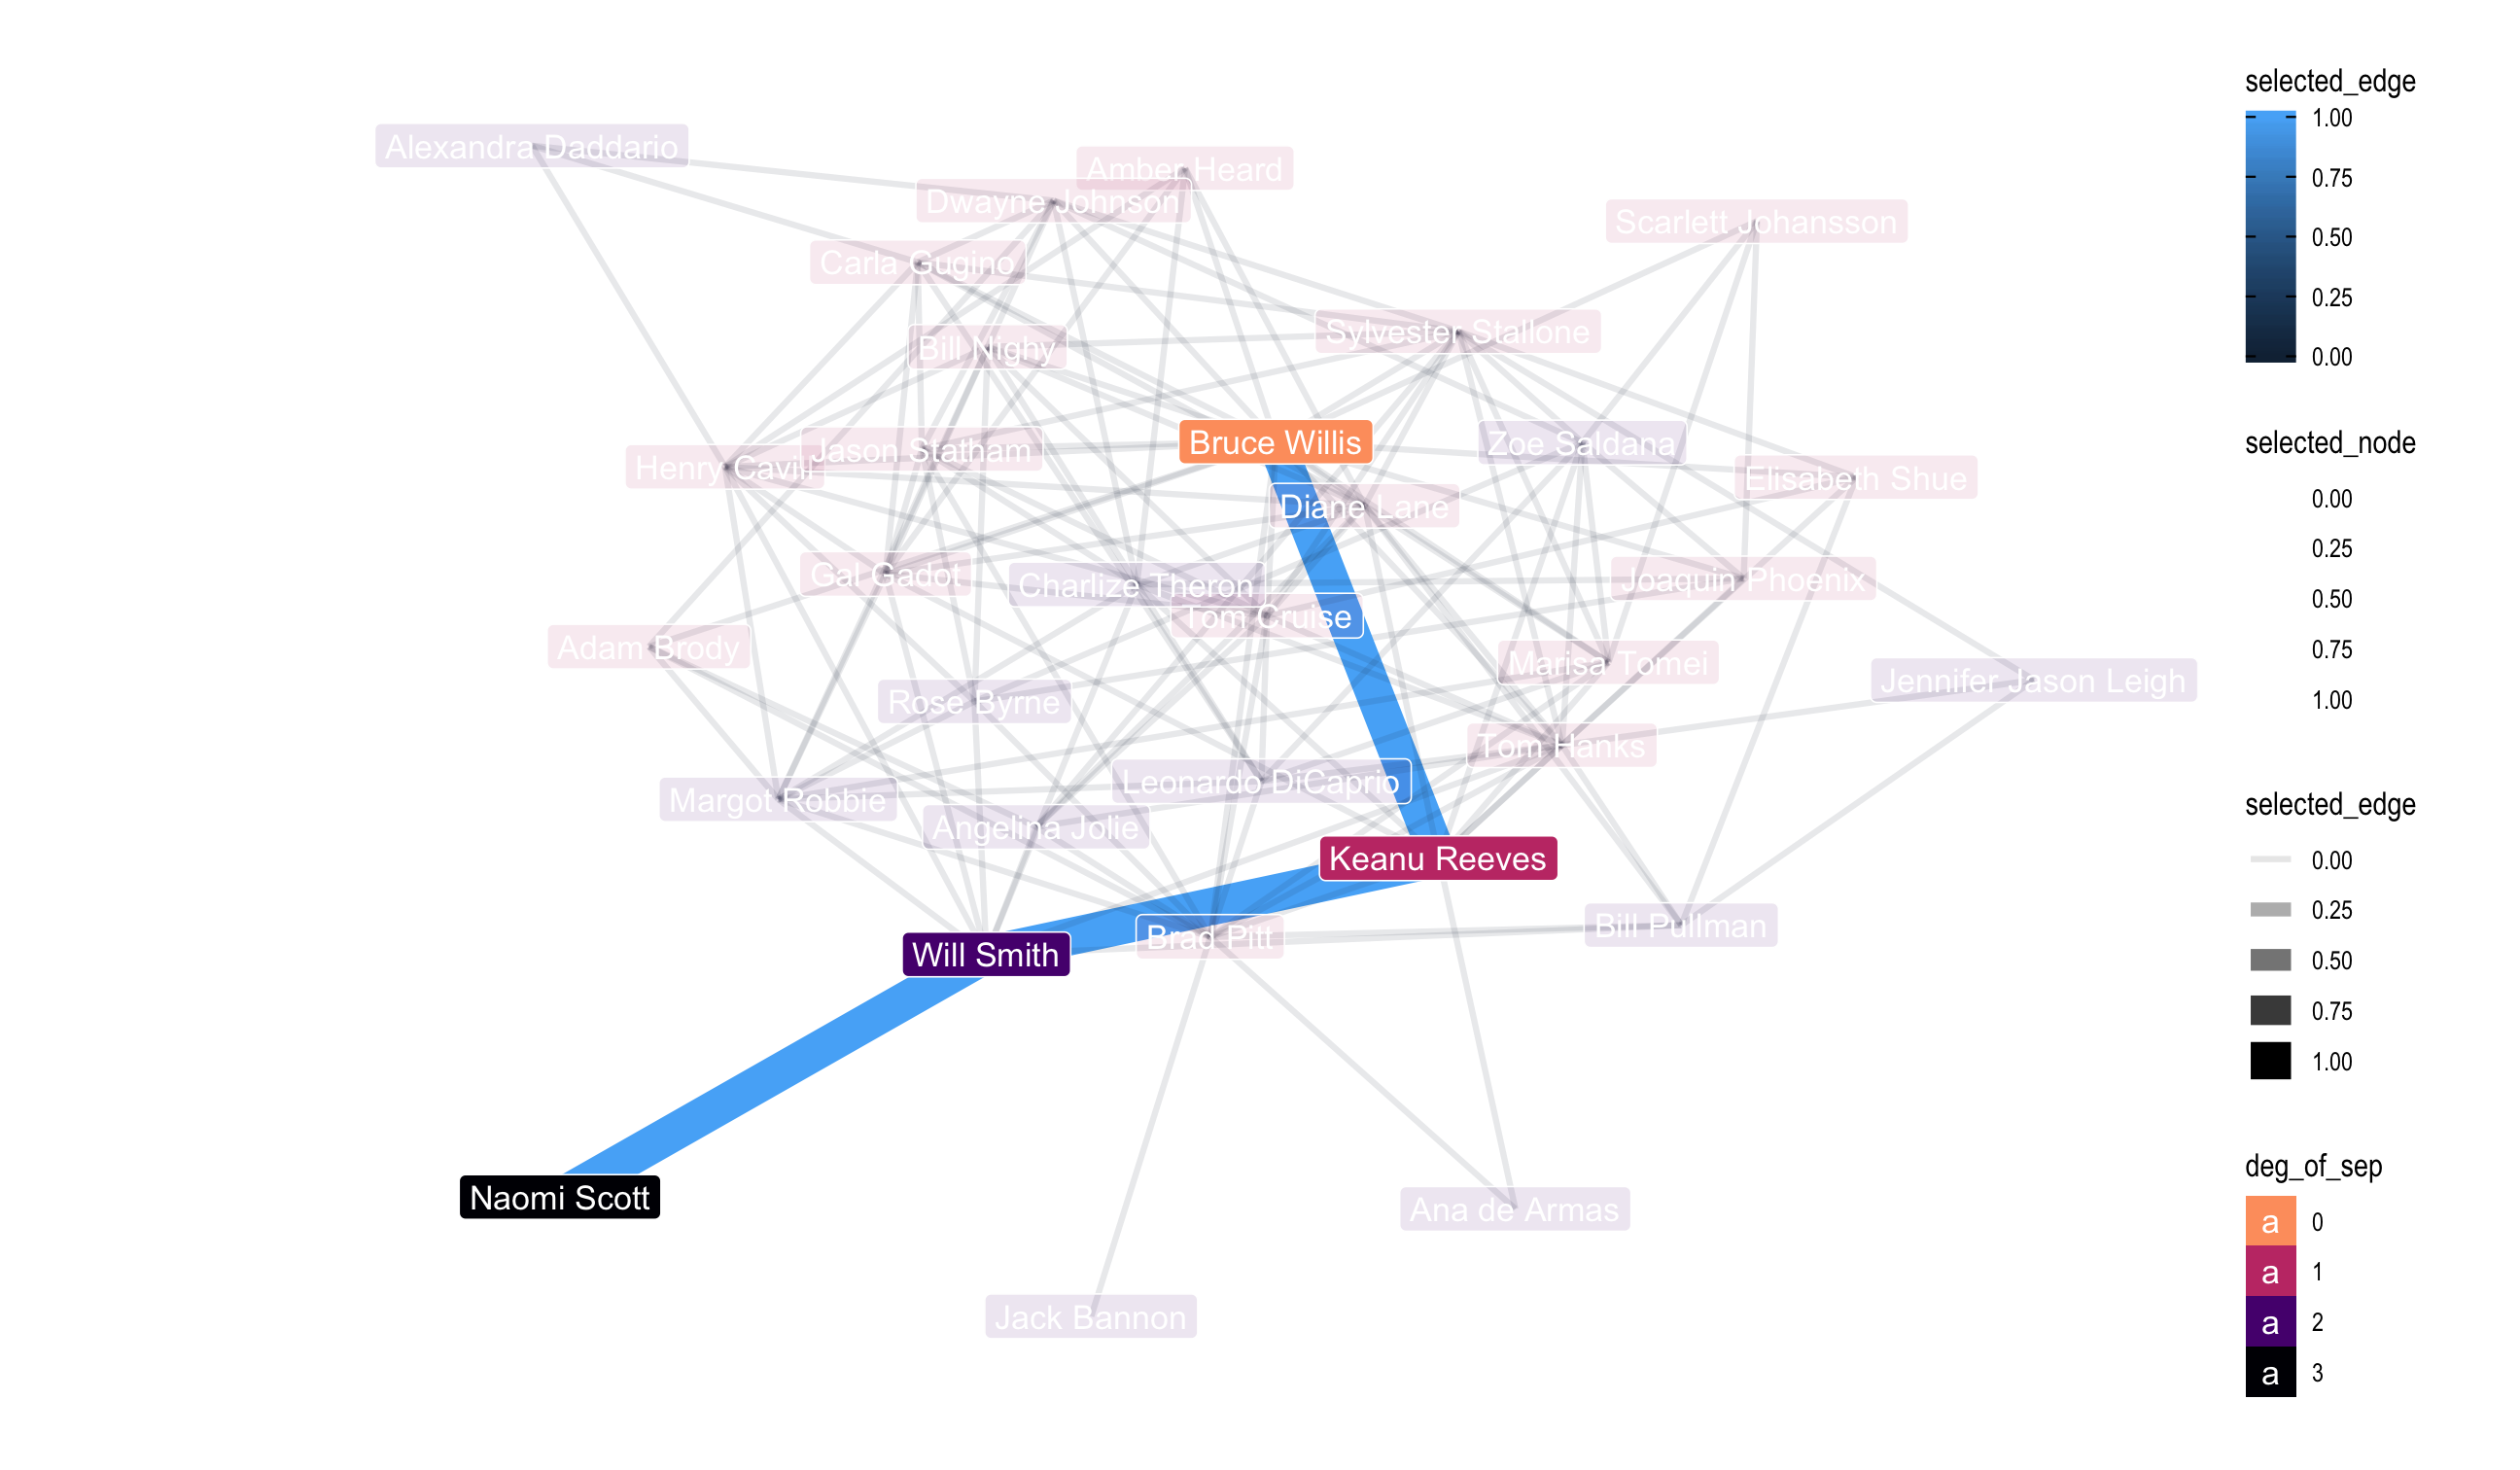 Alexandra Daddario
Amber Heard
Dwayne Johnson
Scarlett Johansson
Carla Gugino
Sylvester Stallone
Bill Nighy
Bruce Willis
Zoe Saldana
Jason Statham
Henry Cavill
Elisabeth Shue
Diane Lane
Gal Gadot
Charlize Theron
Joaquin Phoenix
Tom Cruise
Adam Brody
Marisa Tomei
Jennifer Jason Leigh
Rose Byrne
Tom Hanks
Leonardo DiCaprio
Margot Robbie
Angelina Jolie
Keanu Reeves
Bill Pullman
Brad Pitt
Will Smith
Naomi Scott
Ana de Armas
Jack Bannon
selected_edge
1.00
0.75
0.50
0.25
0.00
selected_node
0.00
0.25
0.50
0.75
1.00
selected_edge
0.00
0.25
0.50
0.75
1.00
deg_of_sep
a 0
a 1
a 2
a 3